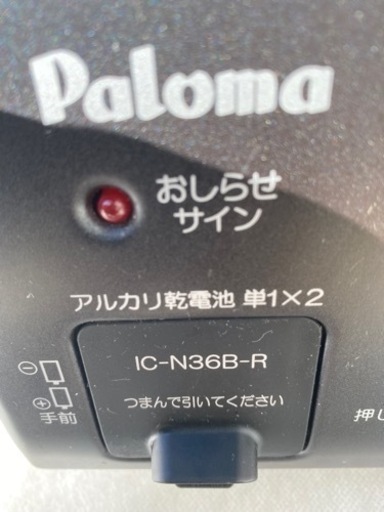 Paloma
おしらせ
サイン
アルカリ乾電池 単1×2
IC-N36B-R
つまんで引いてください
⊖
⊕
手前
押し